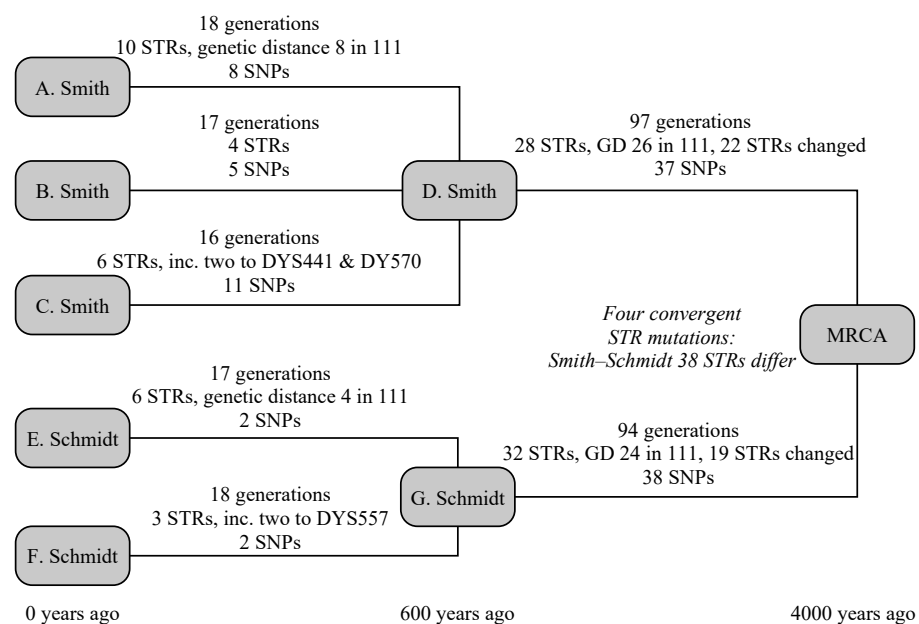 18 generations
10 STRs, genetic distance 8 in 111
8 SNPs
A. Smith
17 generations
4 STRs
5 SNPs
B. Smith
16 generations
6 STRs, inc. two to DYS441 & DY570
11 SNPs
C. Smith
D. Smith
97 generations
28 STRs, GD 26 in 111, 22 STRs changed
37 SNPs
Four convergent
STR mutations:
Smith–Schmidt 38 STRs differ
MRCA
17 generations
6 STRs, genetic distance 4 in 111
2 SNPs
E. Schmidt
18 generations
3 STRs, inc. two to DYS557
2 SNPs
F. Schmidt
G. Schmidt
94 generations
32 STRs, GD 24 in 111, 19 STRs changed
38 SNPs
0 years ago
600 years ago
4000 years ago